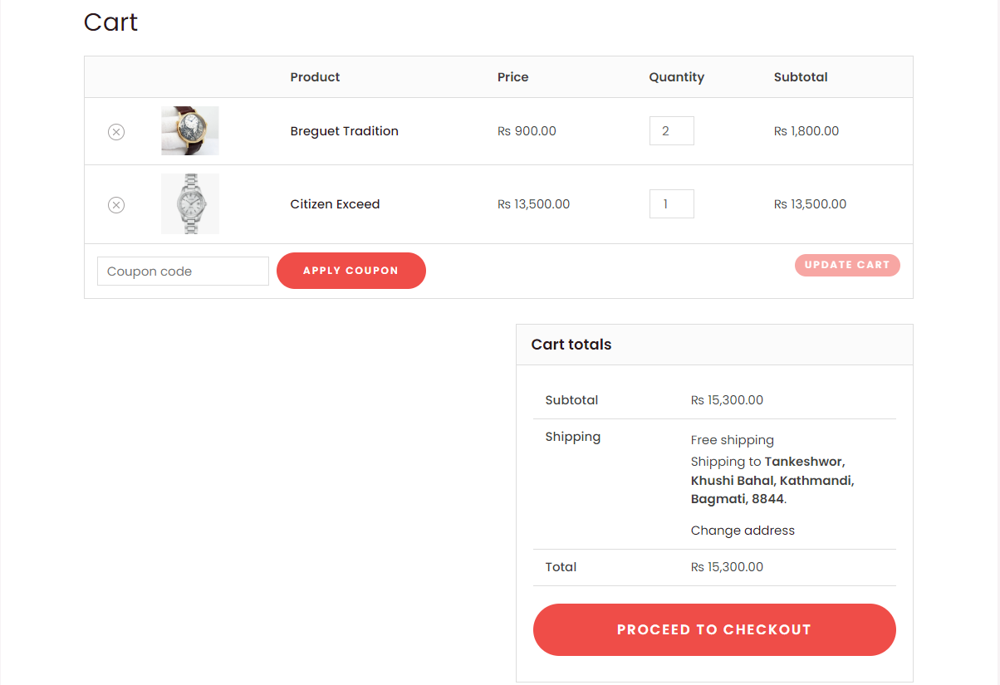 Cart
Product Price Quantity Subtotal
Breguet Tradition ₨ 900.00 2 ₨ 1,800.00
Citizen Exceed ₨ 13,500.00 1 ₨ 13,500.00
Coupon code APPLY COUPON UPDATE CART
Cart totals
Subtotal ₨ 15,300.00
Shipping Free shipping
Shipping to Tankeshwor,
Khushi Bahal, Kathmandi,
Bagmati, 8844.
Change address
Total ₨ 15,300.00
PROCEED TO CHECKOUT